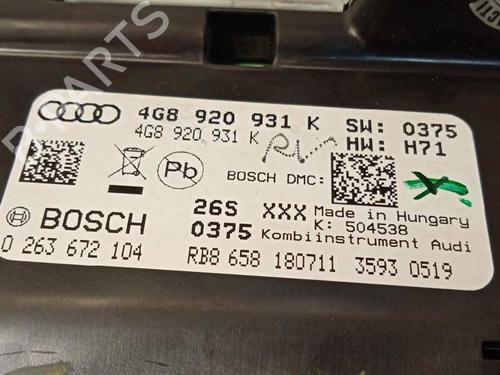 4G8 920 931 K SW: 0375
4G8 920 931 K HW: H71
Pb BOSCH DMC:
BOSCH 26S XXX Made in Hungary
0375 K: 504538
Kombiinstrument Audi
0 263 672 104 RB8 658 180711 3593 0519